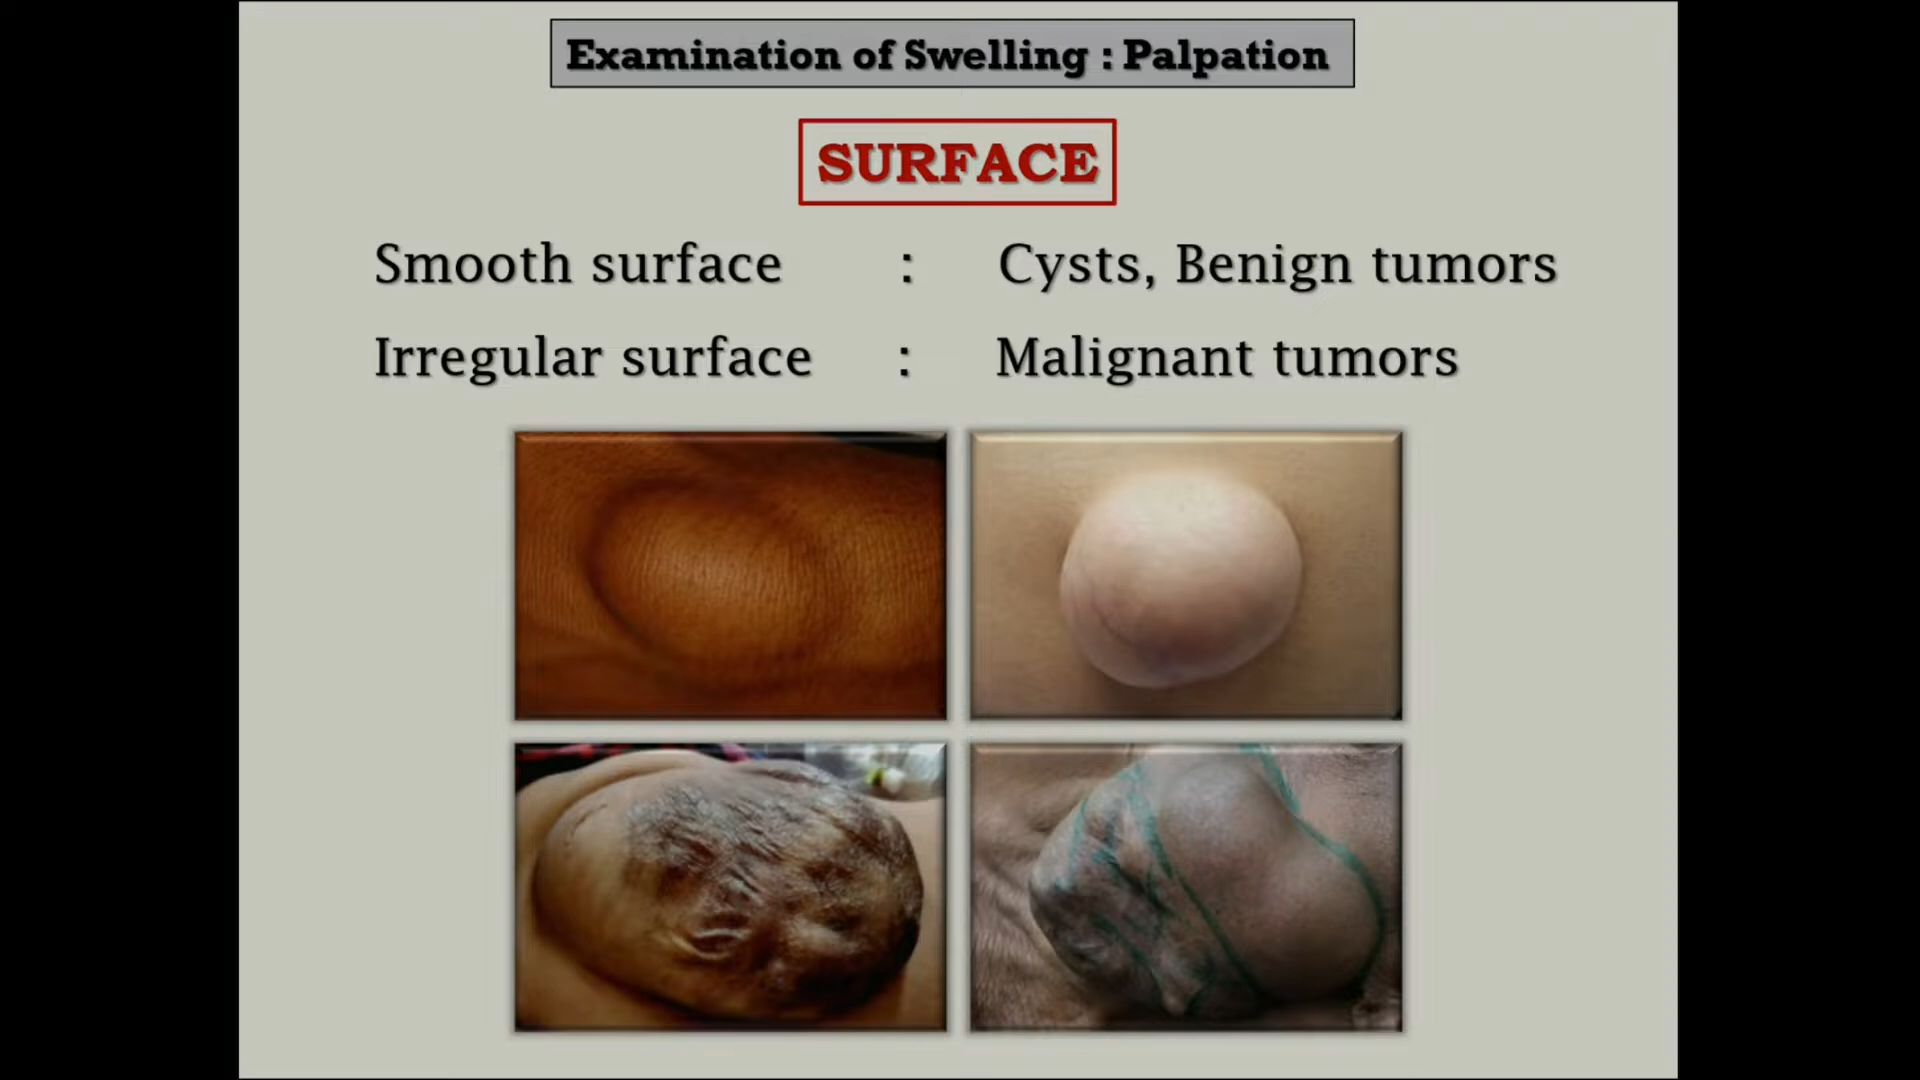 Examination of Swelling : Palpation
SURFACE
Smooth surface : Cysts, Benign tumors
Irregular surface : Malignant tumors